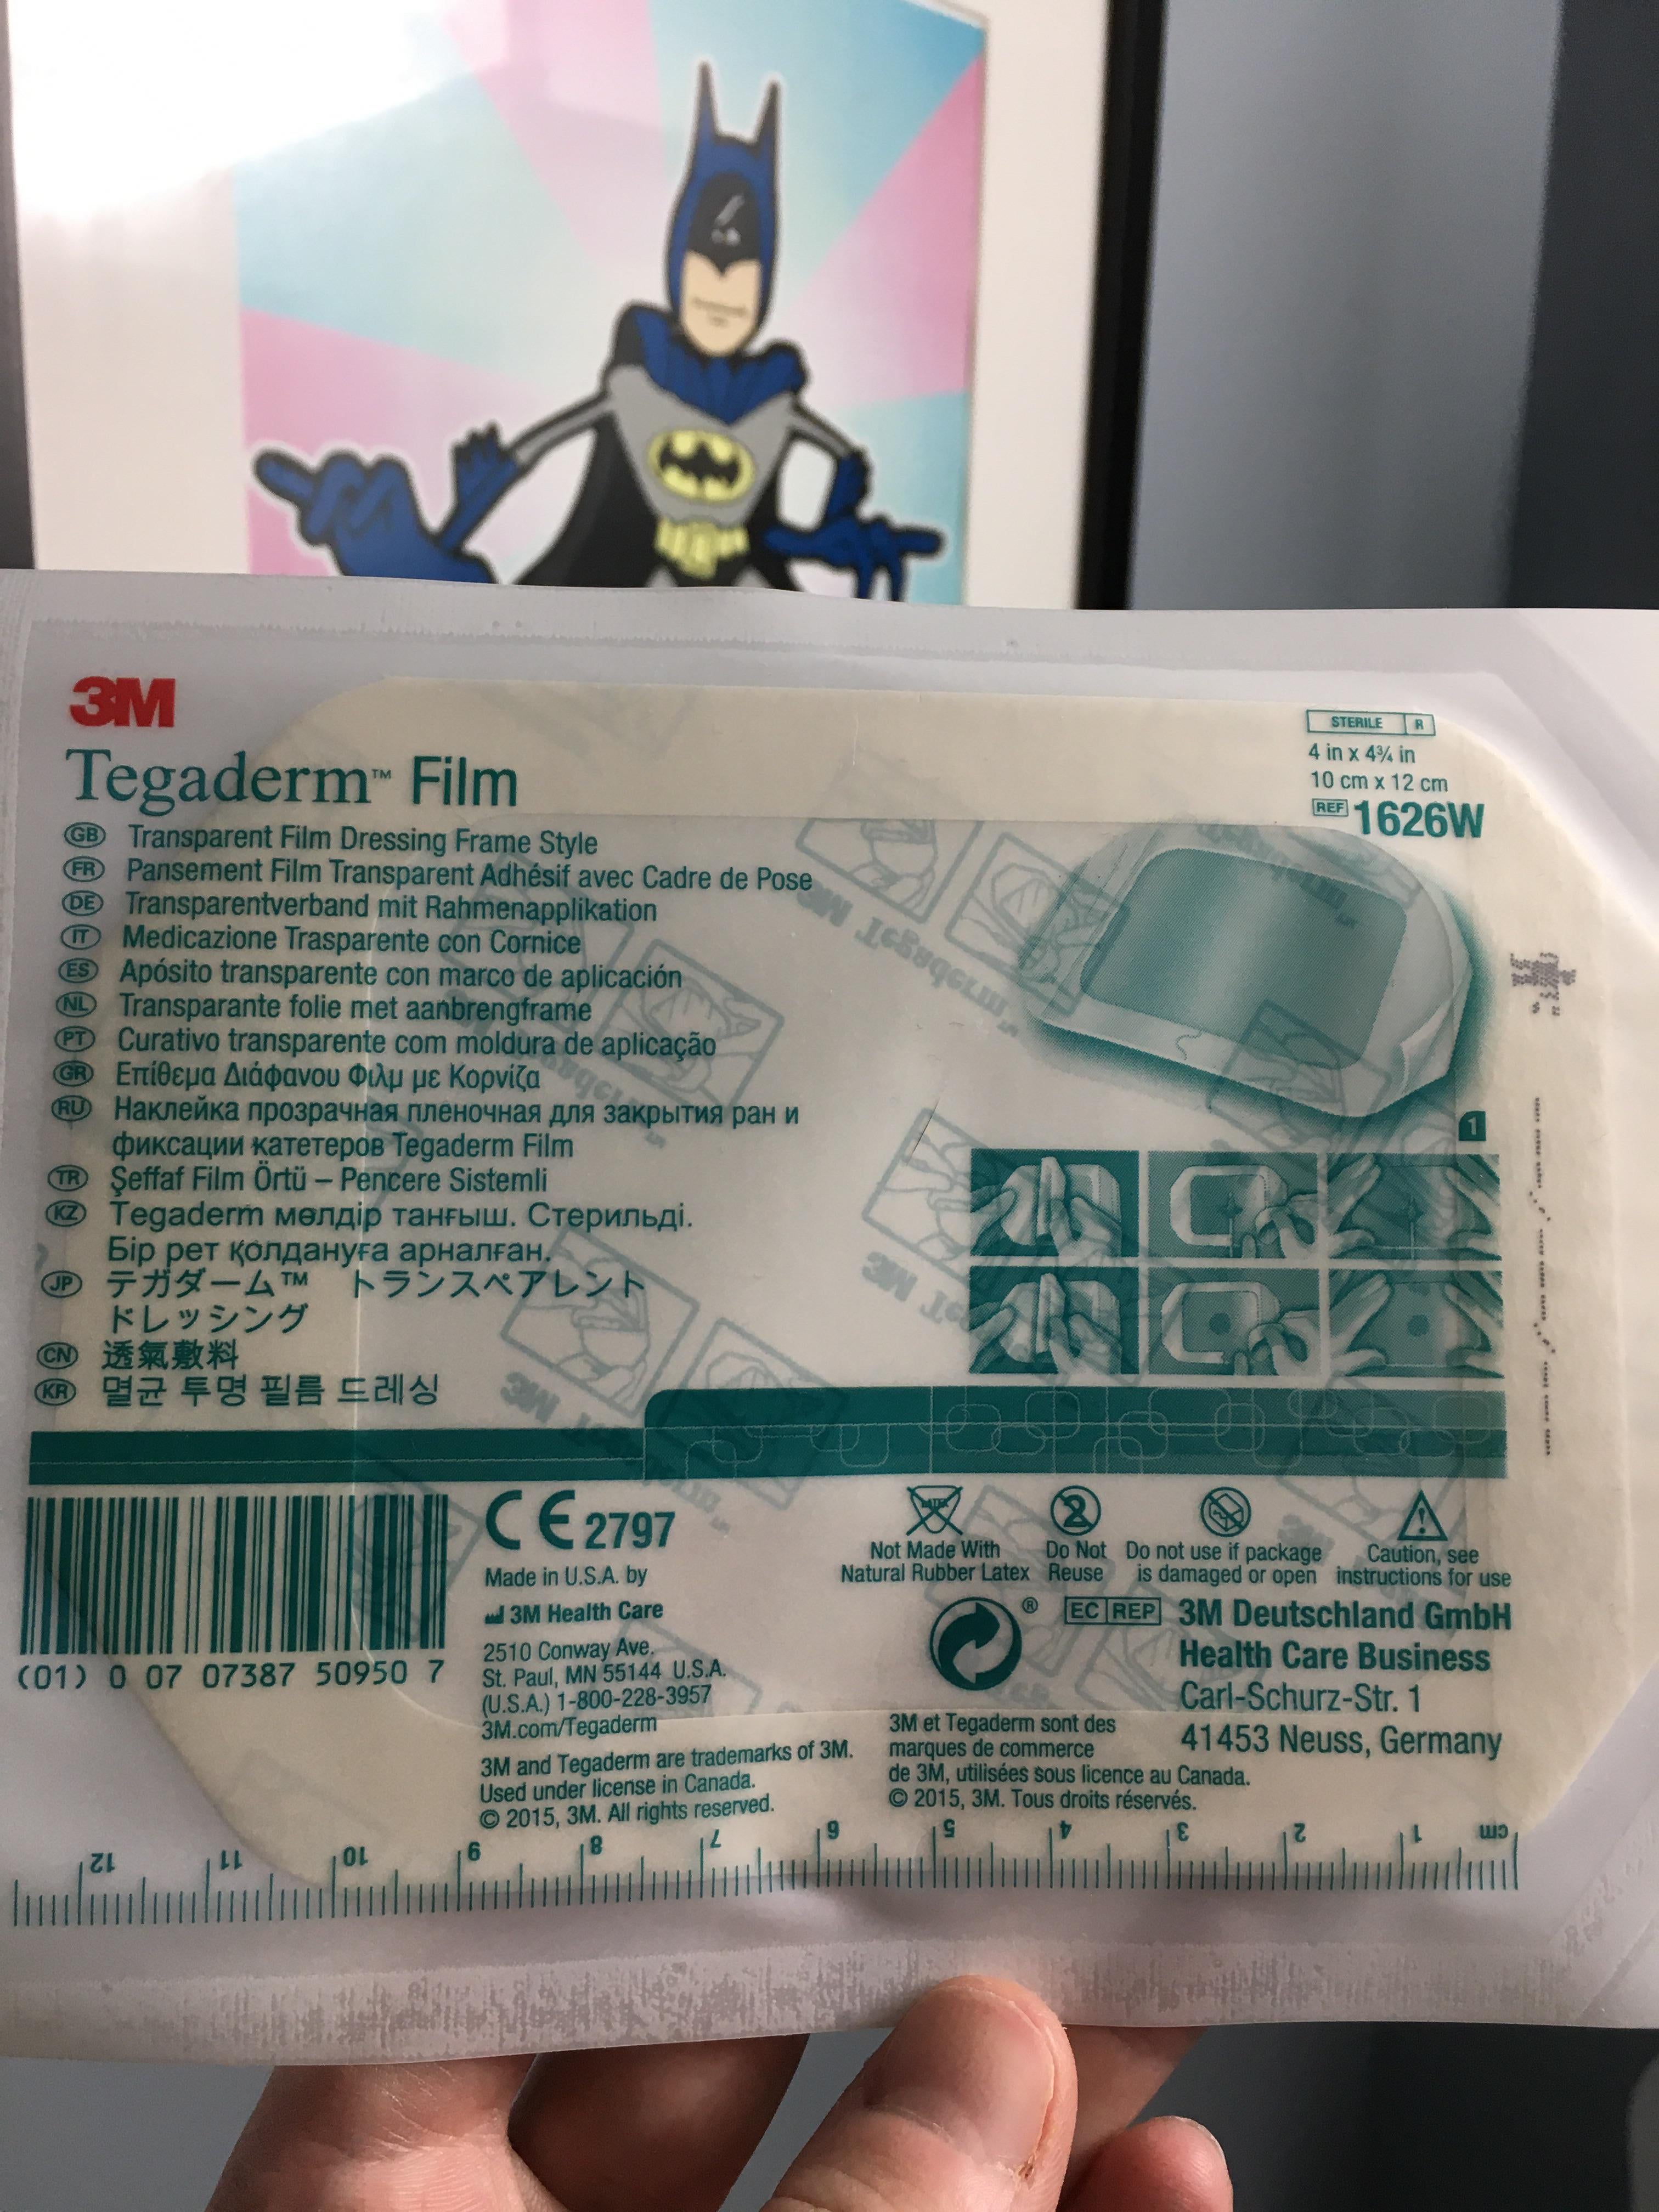 3M
Tegaderm™ Film
GB Transparent Film Dressing Frame Style
FR Pansement Film Transparent Adhésif avec Cadre de Pose
DE Transparentverband mit Rahmenapplikation
IT Medicazione Trasparente con Cornice
ES Apósito transparente con marco de aplicación
NL Transparante folie met aanbrengframe
PT Curativo transparente com moldura de aplicação
GR Επίθεμα Διάφανου Φιλμ με Κορνίζα
RU Наклейка прозрачная пленочная для закрытия ран и
фиксации катетеров Tegaderm Film
TR Şeffaf Film Örtü – Pencere Sistemli
KZ Tegaderm мөлдір таңғыш. Стерильді.
Бір рет қолдануға арналған.
JP テガダーム™ トランスペアレント
ドレッシング
CN 透氣敷料
KR 멸균 투명 필름 드레싱
STERILE R
4 in x 4¾ in
10 cm x 12 cm
REF 1626W
1
(01) 0 07 07387 50950 7
CE 2797
Made in U.S.A. by
3M Health Care
2510 Conway Ave.
St. Paul, MN 55144 U.S.A.
(U.S.A.) 1-800-228-3957
3M.com/Tegaderm
3M and Tegaderm are trademarks of 3M.
Used under license in Canada.
© 2015, 3M. All rights reserved.
LATEX
Not Made With
Natural Rubber Latex
2
Do Not
Reuse
Do not use if package
is damaged or open
Caution, see
instructions for use
®
EC REP 3M Deutschland GmbH
Health Care Business
Carl-Schurz-Str. 1
41453 Neuss, Germany
3M et Tegaderm sont des
marques de commerce
de 3M, utilisées sous licence au Canada.
© 2015, 3M. Tous droits réservés.
12 11 10 9 8 7 6 5 4 3 2 1 cm
3M Tegaderm™